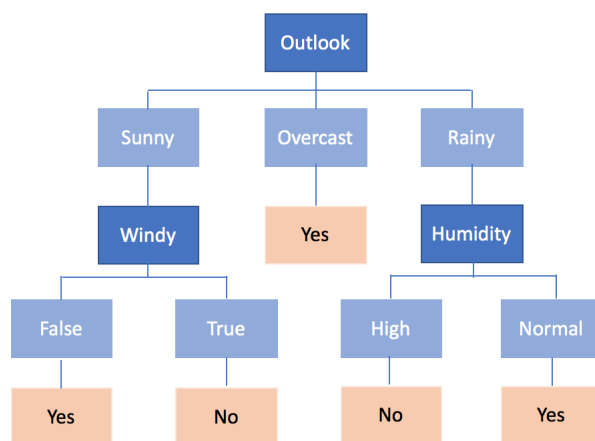 Outlook
Sunny
Overcast
Rainy
Windy
Yes
Humidity
False
True
High
Normal
Yes
No
No
Yes